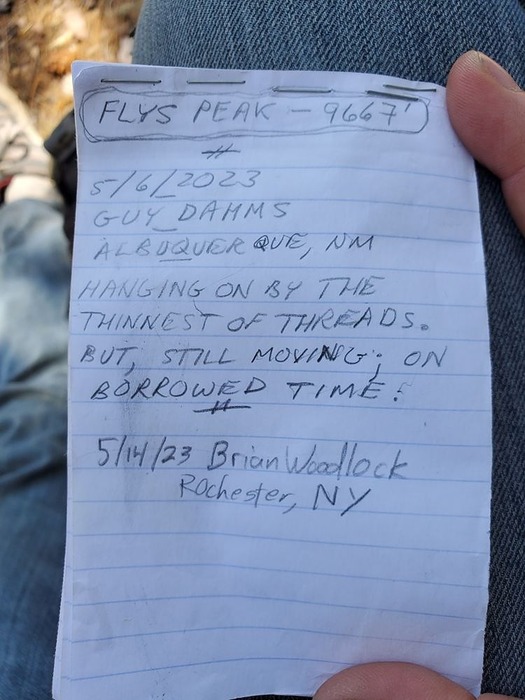 FLYS PEAK - 9667'
5/6/2023
GUY DAHMS
ALBUQUERQUE, NM
HANGING ON BY THE
THINNEST OF THREADS.
BUT, STILL MOVING; ON
BORROWED TIME!
5/14/23 Brian Woodlock
Rochester, NY